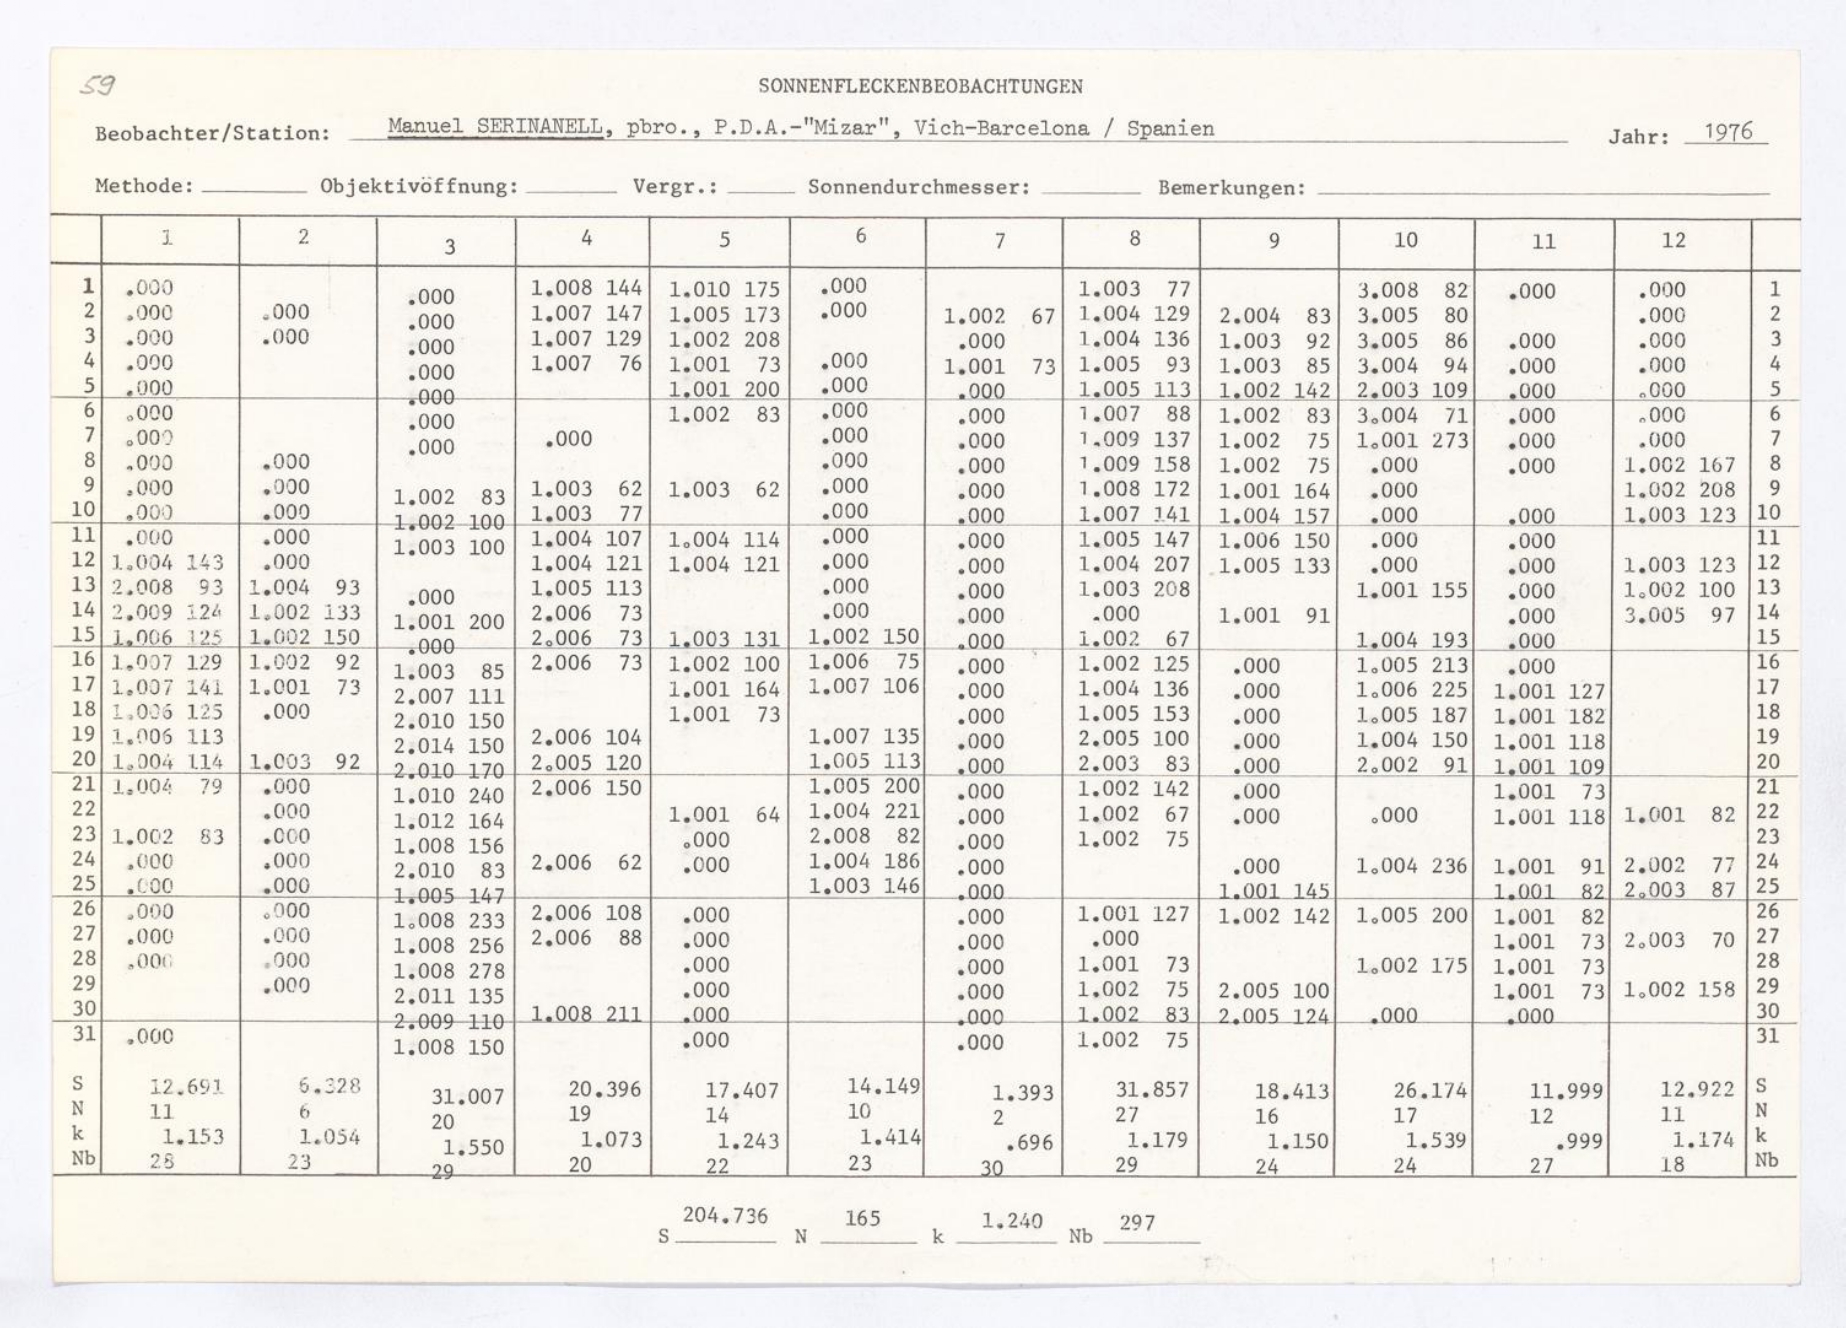 59
SONNENFLECKENBEOBACHTUNGEN
Beobachter/Station: Manuel SERINANELL, pbro., P.D.A.-"Mizar", Vich-Barcelona / Spanien Jahr: 1976
Methode: Objektivöffnung: Vergr.: Sonnendurchmesser: Bemerkungen:
1 2 3 4 5 6 7 8 9 10 11 12
1 .000 .000 1.008 144 1.010 175 .000 1.003 77 3.008 82 .000 .000 1
2 .000 .000 .000 1.007 147 1.005 173 .000 1.002 67 1.004 129 2.004 83 3.005 80 .000 2
3 .000 .000 .000 1.007 129 1.002 208 .000 1.004 136 1.003 92 3.005 86 .000 .000 3
4 .000 .000 1.007 76 1.001 73 .000 1.001 73 1.005 93 1.003 85 3.004 94 .000 .000 4
5 .000 .000 1.001 200 .000 .000 1.005 113 1.002 142 2.003 109 .000 .000 5
6 .000 .000 1.002 83 .000 .000 1.007 88 1.002 83 3.004 71 .000 .000 6
7 .000 .000 .000 .000 .000 1.009 137 1.002 75 1.001 273 .000 .000 7
8 .000 .000 .000 .000 1.009 158 1.002 75 .000 .000 1.002 167 8
9 .000 .000 1.002 83 1.003 62 1.003 62 .000 .000 1.008 172 1.001 164 .000 1.002 208 9
10 .000 .000 1.002 100 1.003 77 .000 .000 1.007 141 1.004 157 .000 .000 1.003 123 10
11 .000 .000 1.003 100 1.004 107 1.004 114 .000 .000 1.005 147 1.006 150 .000 .000 11
12 1.004 143 .000 1.004 121 1.004 121 .000 .000 1.004 207 1.005 133 .000 .000 1.003 123 12
13 2.008 93 1.004 93 .000 1.005 113 .000 .000 1.003 208 1.001 155 .000 1.002 100 13
14 2.009 124 1.002 133 1.001 200 2.006 73 .000 .000 .000 1.001 91 .000 3.005 97 14
15 1.006 125 1.002 150 .000 2.006 73 1.003 131 1.002 150 .000 1.002 67 1.004 193 .000 15
16 1.007 129 1.002 92 1.003 85 2.006 73 1.002 100 1.006 75 .000 1.002 125 .000 1.005 213 .000 16
17 1.007 141 1.001 73 2.007 111 1.001 164 1.007 106 .000 1.004 136 .000 1.006 225 1.001 127 17
18 1.006 125 .000 2.010 150 1.001 73 .000 1.005 153 .000 1.005 187 1.001 182 18
19 1.006 113 2.014 150 2.006 104 1.007 135 .000 2.005 100 .000 1.004 150 1.001 118 19
20 1.004 114 1.003 92 2.010 170 2.005 120 1.005 113 .000 2.003 83 .000 2.002 91 1.001 109 20
21 1.004 79 .000 1.010 240 2.006 150 1.005 200 .000 1.002 142 .000 1.001 73 21
22 .000 1.012 164 1.001 64 1.004 221 .000 1.002 67 .000 .000 1.001 118 1.001 82 22
23 1.002 83 .000 1.008 156 .000 2.008 82 .000 1.002 75 23
24 .000 .000 2.010 83 2.006 62 .000 1.004 186 .000 .000 1.004 236 1.001 91 2.002 77 24
25 .000 .000 1.005 147 1.003 146 .000 1.001 145 1.001 82 2.003 87 25
26 .000 .000 1.008 233 2.006 108 .000 .000 1.001 127 1.002 142 1.005 200 1.001 82 26
27 .000 .000 1.008 256 2.006 88 .000 .000 .000 1.001 73 2.003 70 27
28 .000 .000 1.008 278 .000 .000 1.001 73 1.002 175 1.001 73 28
29 .000 2.011 135 .000 .000 1.002 75 2.005 100 1.001 73 1.002 158 29
30 2.009 110 1.008 211 .000 .000 1.002 83 2.005 124 .000 .000 30
31 .000 1.008 150 .000 .000 1.002 75 31
S 12.691 6.328 31.007 20.396 17.407 14.149 1.393 31.857 18.413 26.174 11.999 12.922 S
N 11 6 20 19 14 10 2 27 16 17 12 11 N
k 1.153 1.054 1.550 1.073 1.243 1.414 .696 1.179 1.150 1.539 .999 1.174 k
Nb 28 23 29 20 22 23 30 29 24 24 27 18 Nb
S 204.736 N 165 k 1.240 Nb 297